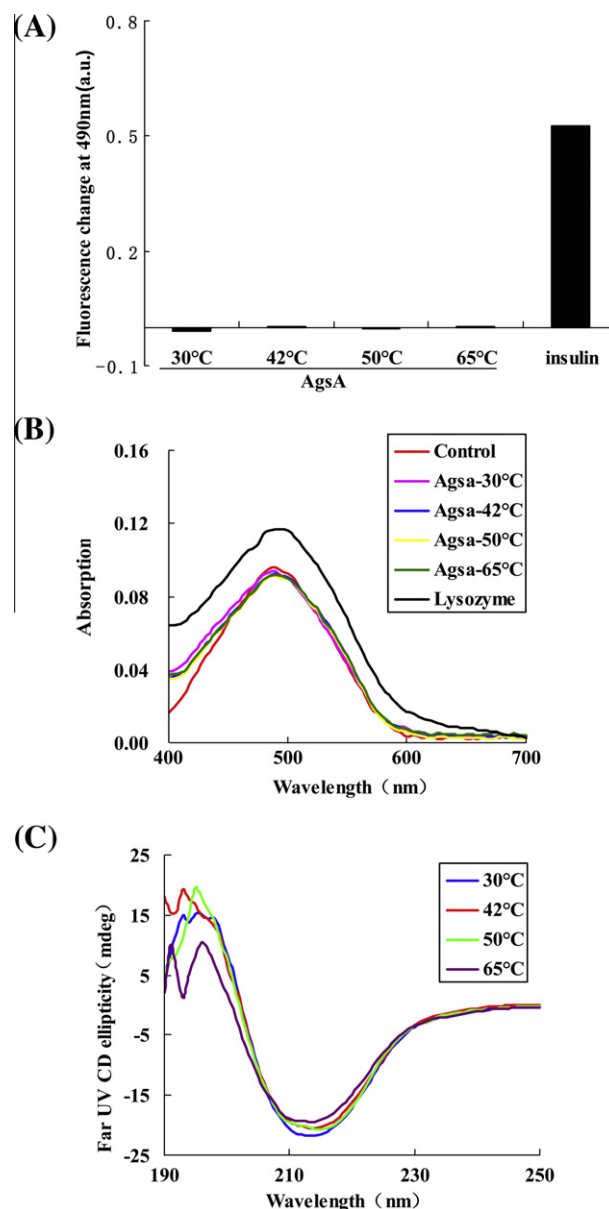 (A)
Fluorescence change at 490nm(a.u.)
0.8
0.5
0.2
-0.1
30°C 42°C 50°C 65°C insulin
AgsA
(B)
Absorption
0.16
0.12
0.08
0.04
0.00
400 500 600 700
Wavelength（nm）
Control
Agsa-30°C
Agsa-42°C
Agsa-50°C
Agsa-65°C
Lysozyme
(C)
Far UV CD ellipticity（mdeg）
25
15
5
-5
-15
-25
190 210 230 250
Wavelength（nm）
30°C
42°C
50°C
65°C